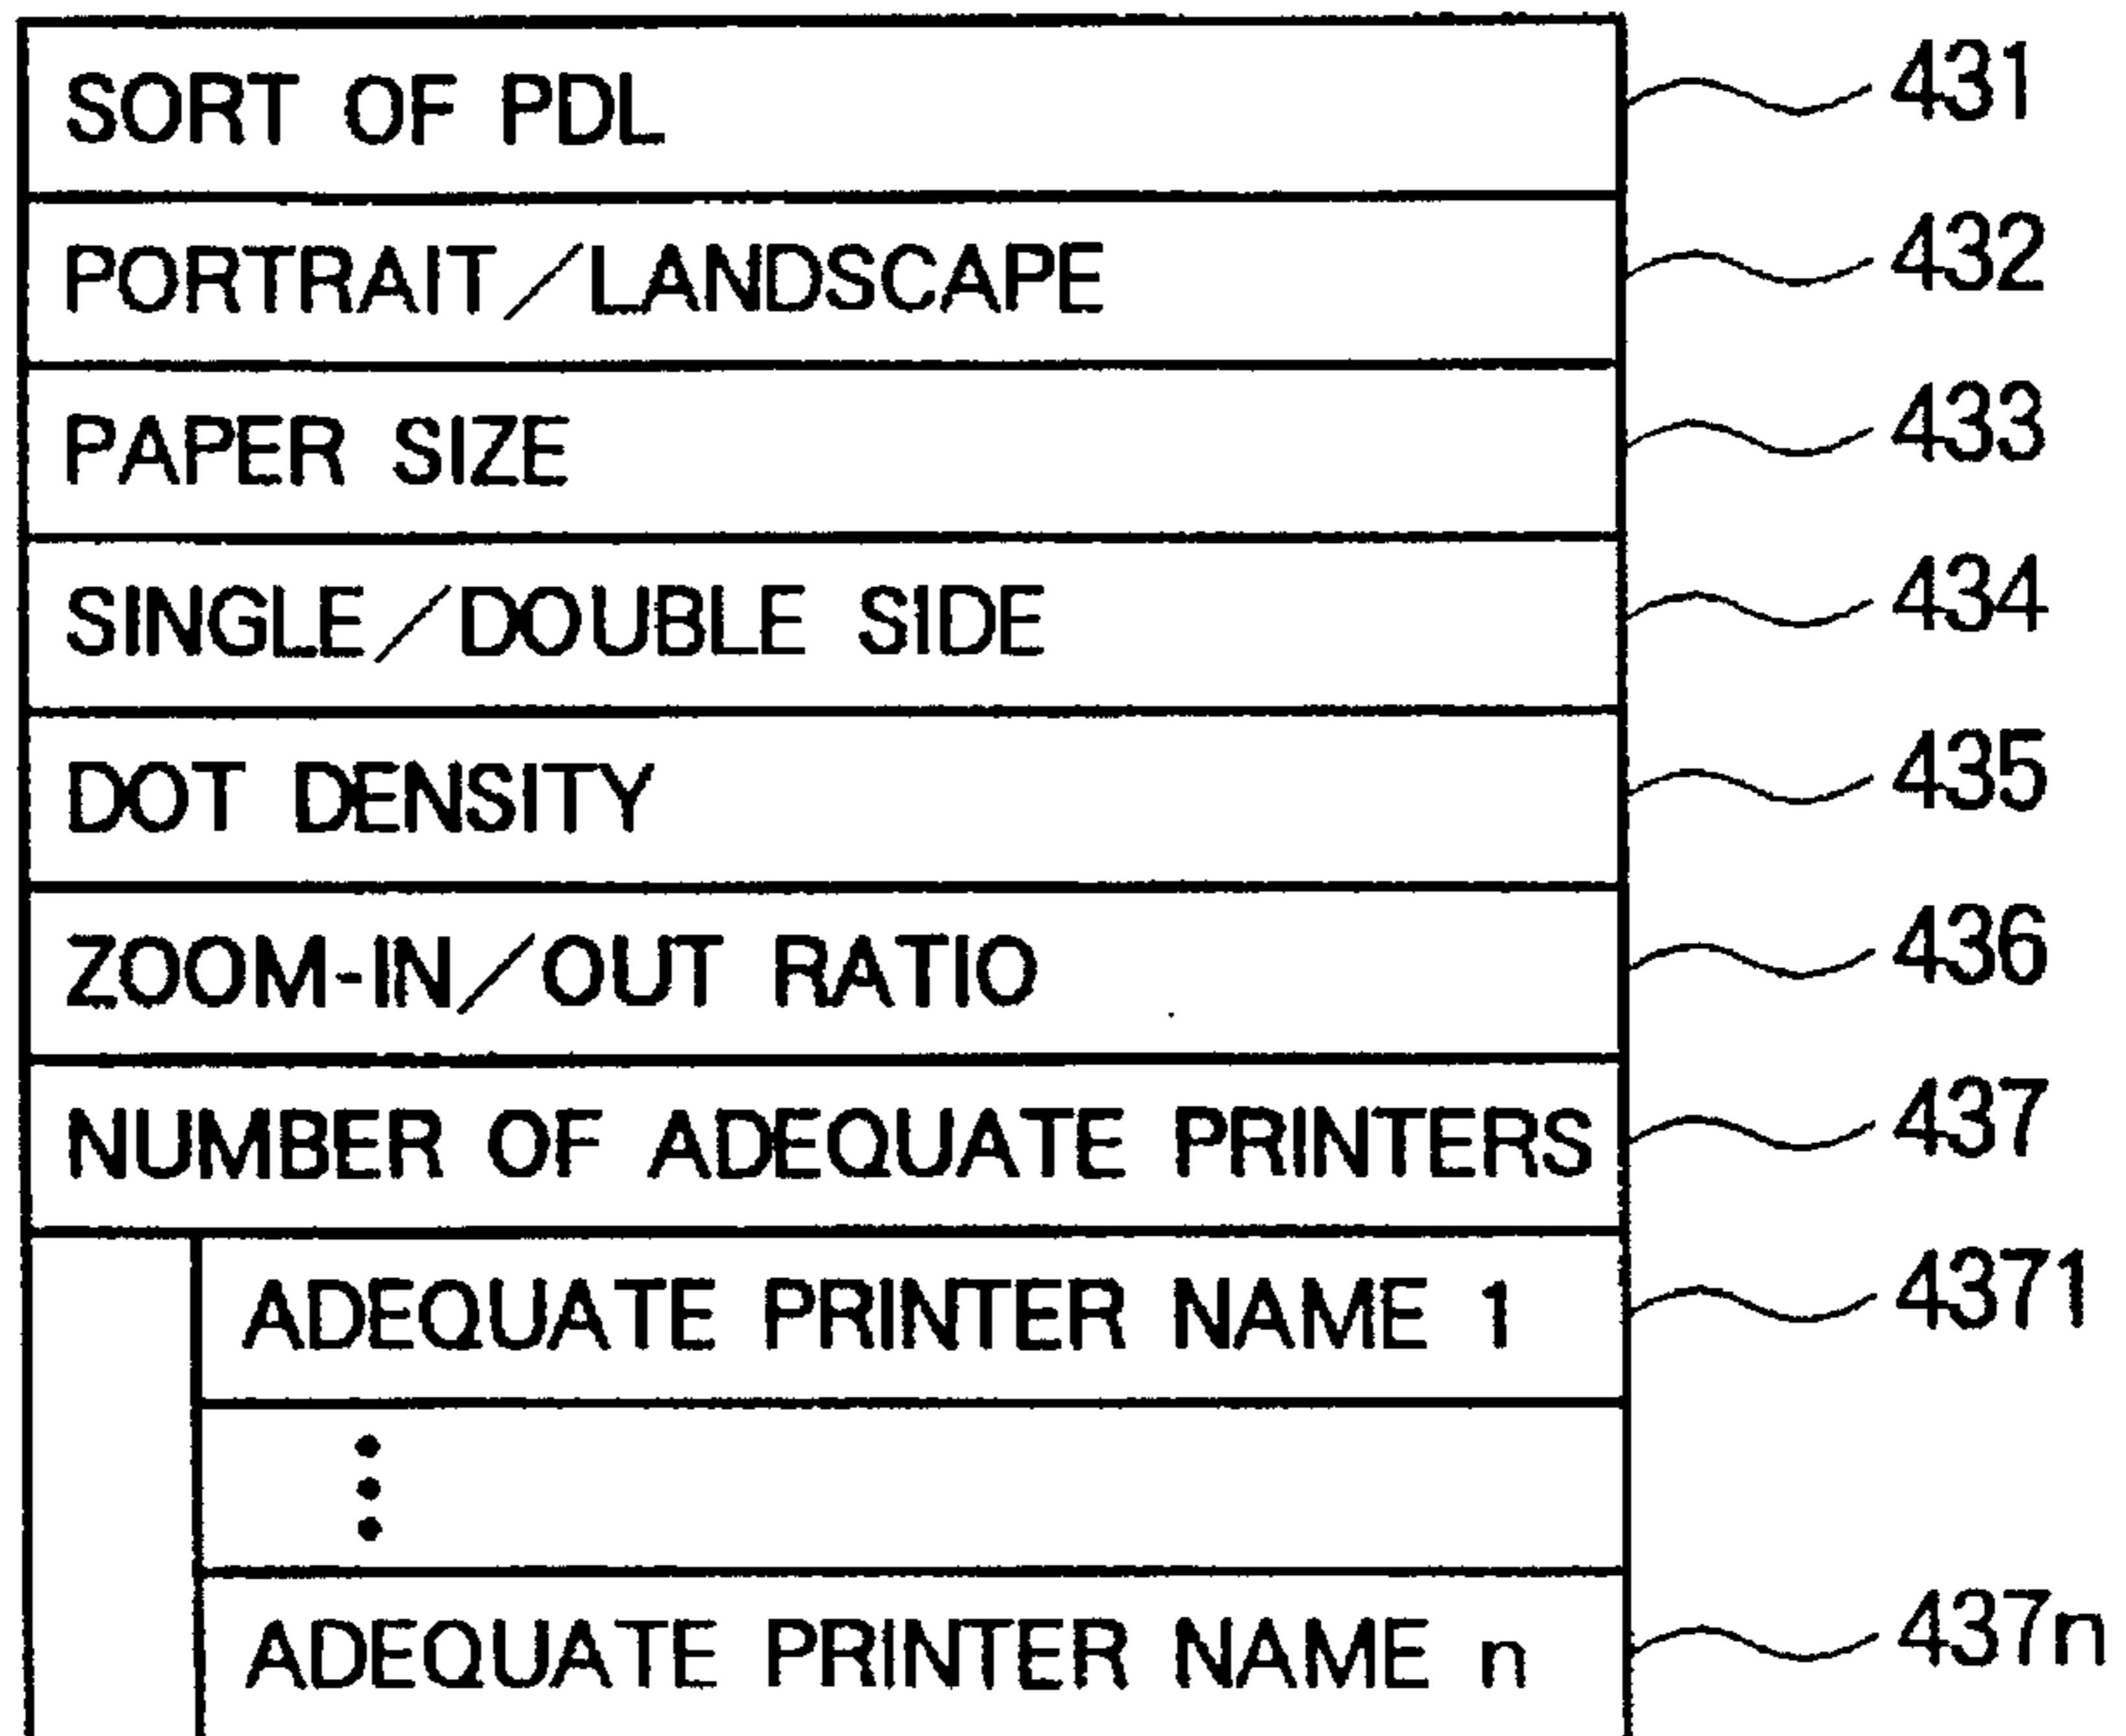 SORT OF PDL 431
PORTRAIT/LANDSCAPE 432
PAPER SIZE 433
SINGLE/DOUBLE SIDE 434
DOT DENSITY 435
ZOOM-IN/OUT RATIO 436
NUMBER OF ADEQUATE PRINTERS 437
ADEQUATE PRINTER NAME 1 4371
ADEQUATE PRINTER NAME n 437n